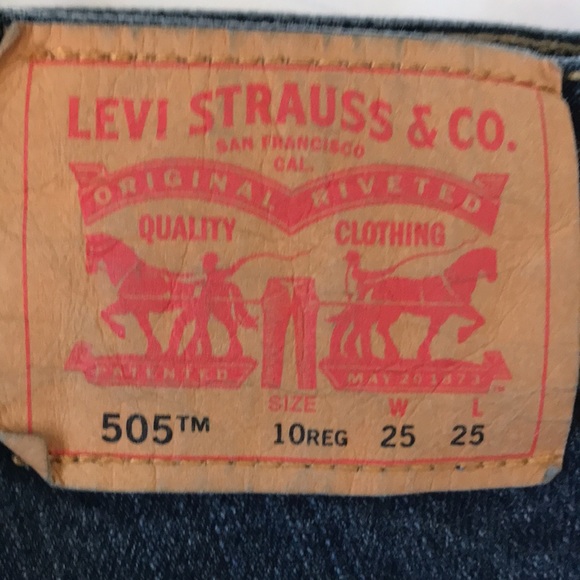 LEVI STRAUSS & CO.
SAN FRANCISCO
CAL.
ORIGINAL RIVETED
QUALITY CLOTHING
PATENTED MAY 20 1873
SIZE W L
505™ 10REG 25 25